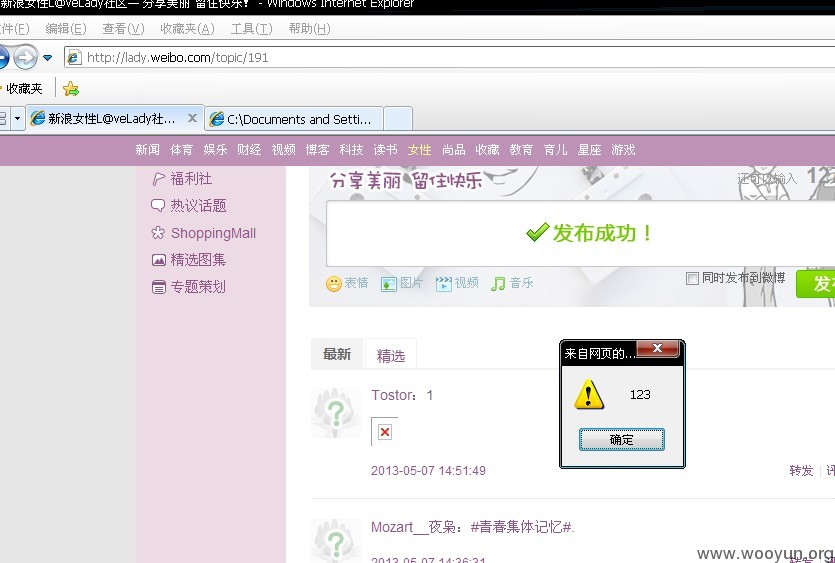 新浪女性L@veLady社区— 分享美丽 留住快乐! - Windows Internet Explorer
件(F) 编辑(E) 查看(V) 收藏夹(A) 工具(T) 帮助(H)
http://lady.weibo.com/topic/191
收藏夹
新浪女性L@veLady社... C:\Documents and Setti...
新闻 体育 娱乐 财经 视频 博客 科技 读书 女性 尚品 收藏 教育 育儿 星座 游戏
福利社
热议话题
ShoppingMall
精选图集
专题策划
分享美丽 留住快乐 还可以输入 12
发布成功！
表情 图片 视频 音乐 同时发布到微博 发
最新 精选
来自网页的...
123
确定
Tostor：1
2013-05-07 14:51:49 转发 评
Mozart__夜枭：#青春集体记忆#.
2013-05-07 14:36:31
www.wooyun.org